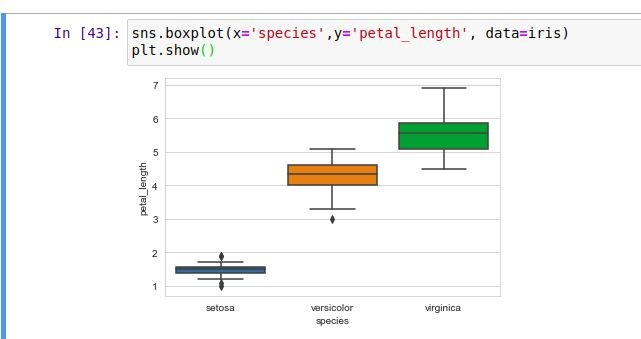 In [43]: sns.boxplot(x='species',y='petal_length', data=iris)
plt.show()
7
6
5
4
3
2
1
petal_length
setosa versicolor virginica
species